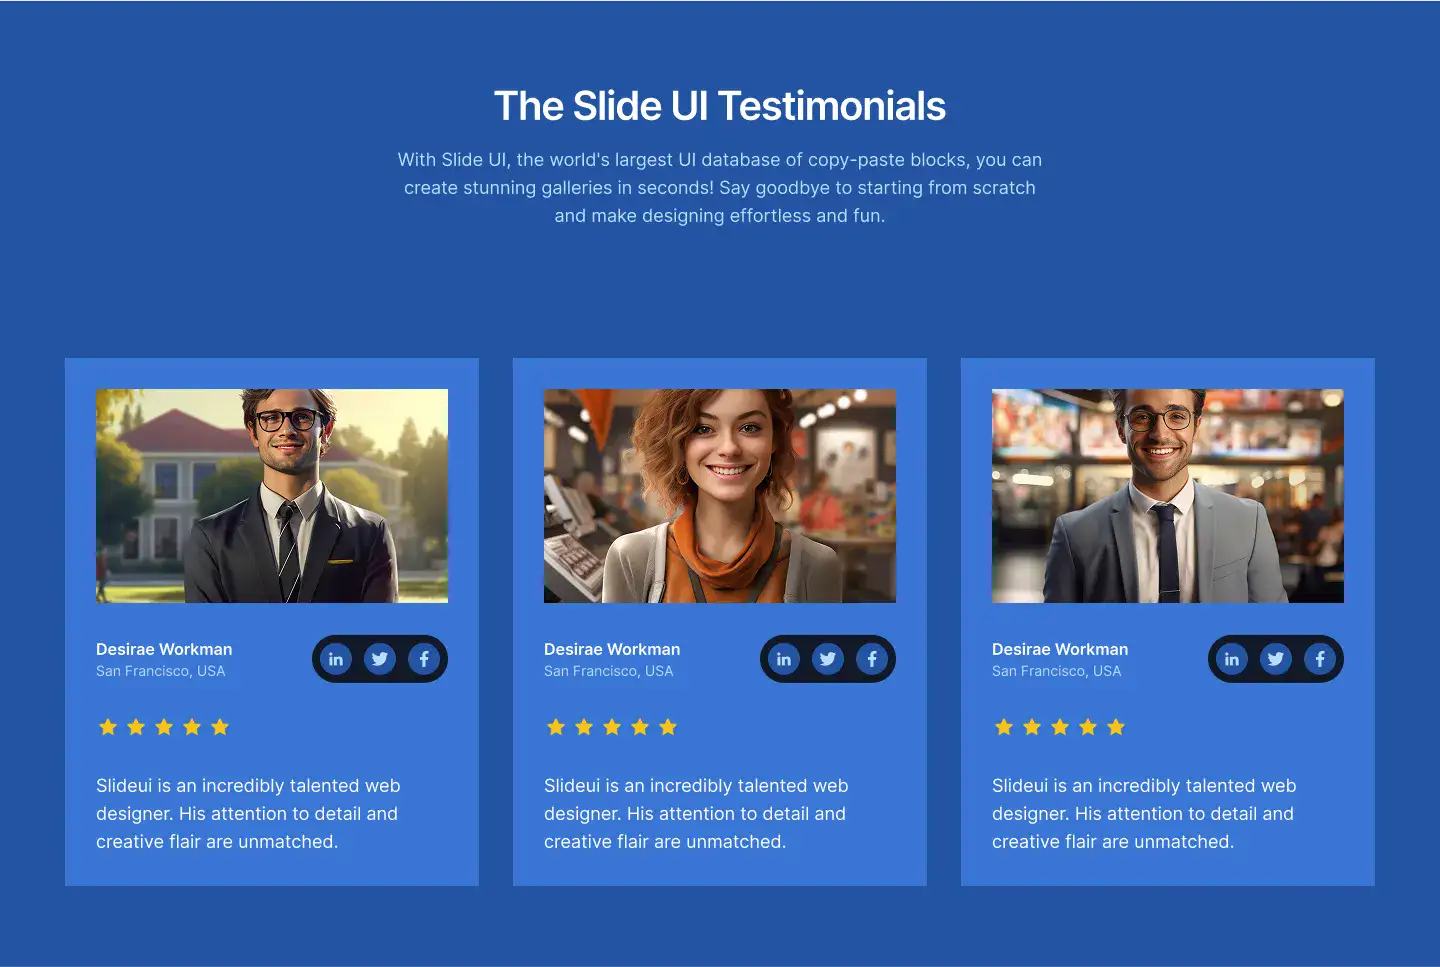 The Slide UI Testimonials
With Slide UI, the world's largest UI database of copy-paste blocks, you can
create stunning galleries in seconds! Say goodbye to starting from scratch
and make designing effortless and fun.
Desirae Workman
San Francisco, USA
in
Slideui is an incredibly talented web
designer. His attention to detail and
creative flair are unmatched.
Desirae Workman
San Francisco, USA
in
Slideui is an incredibly talented web
designer. His attention to detail and
creative flair are unmatched.
Desirae Workman
San Francisco, USA
in
Slideui is an incredibly talented web
designer. His attention to detail and
creative flair are unmatched.